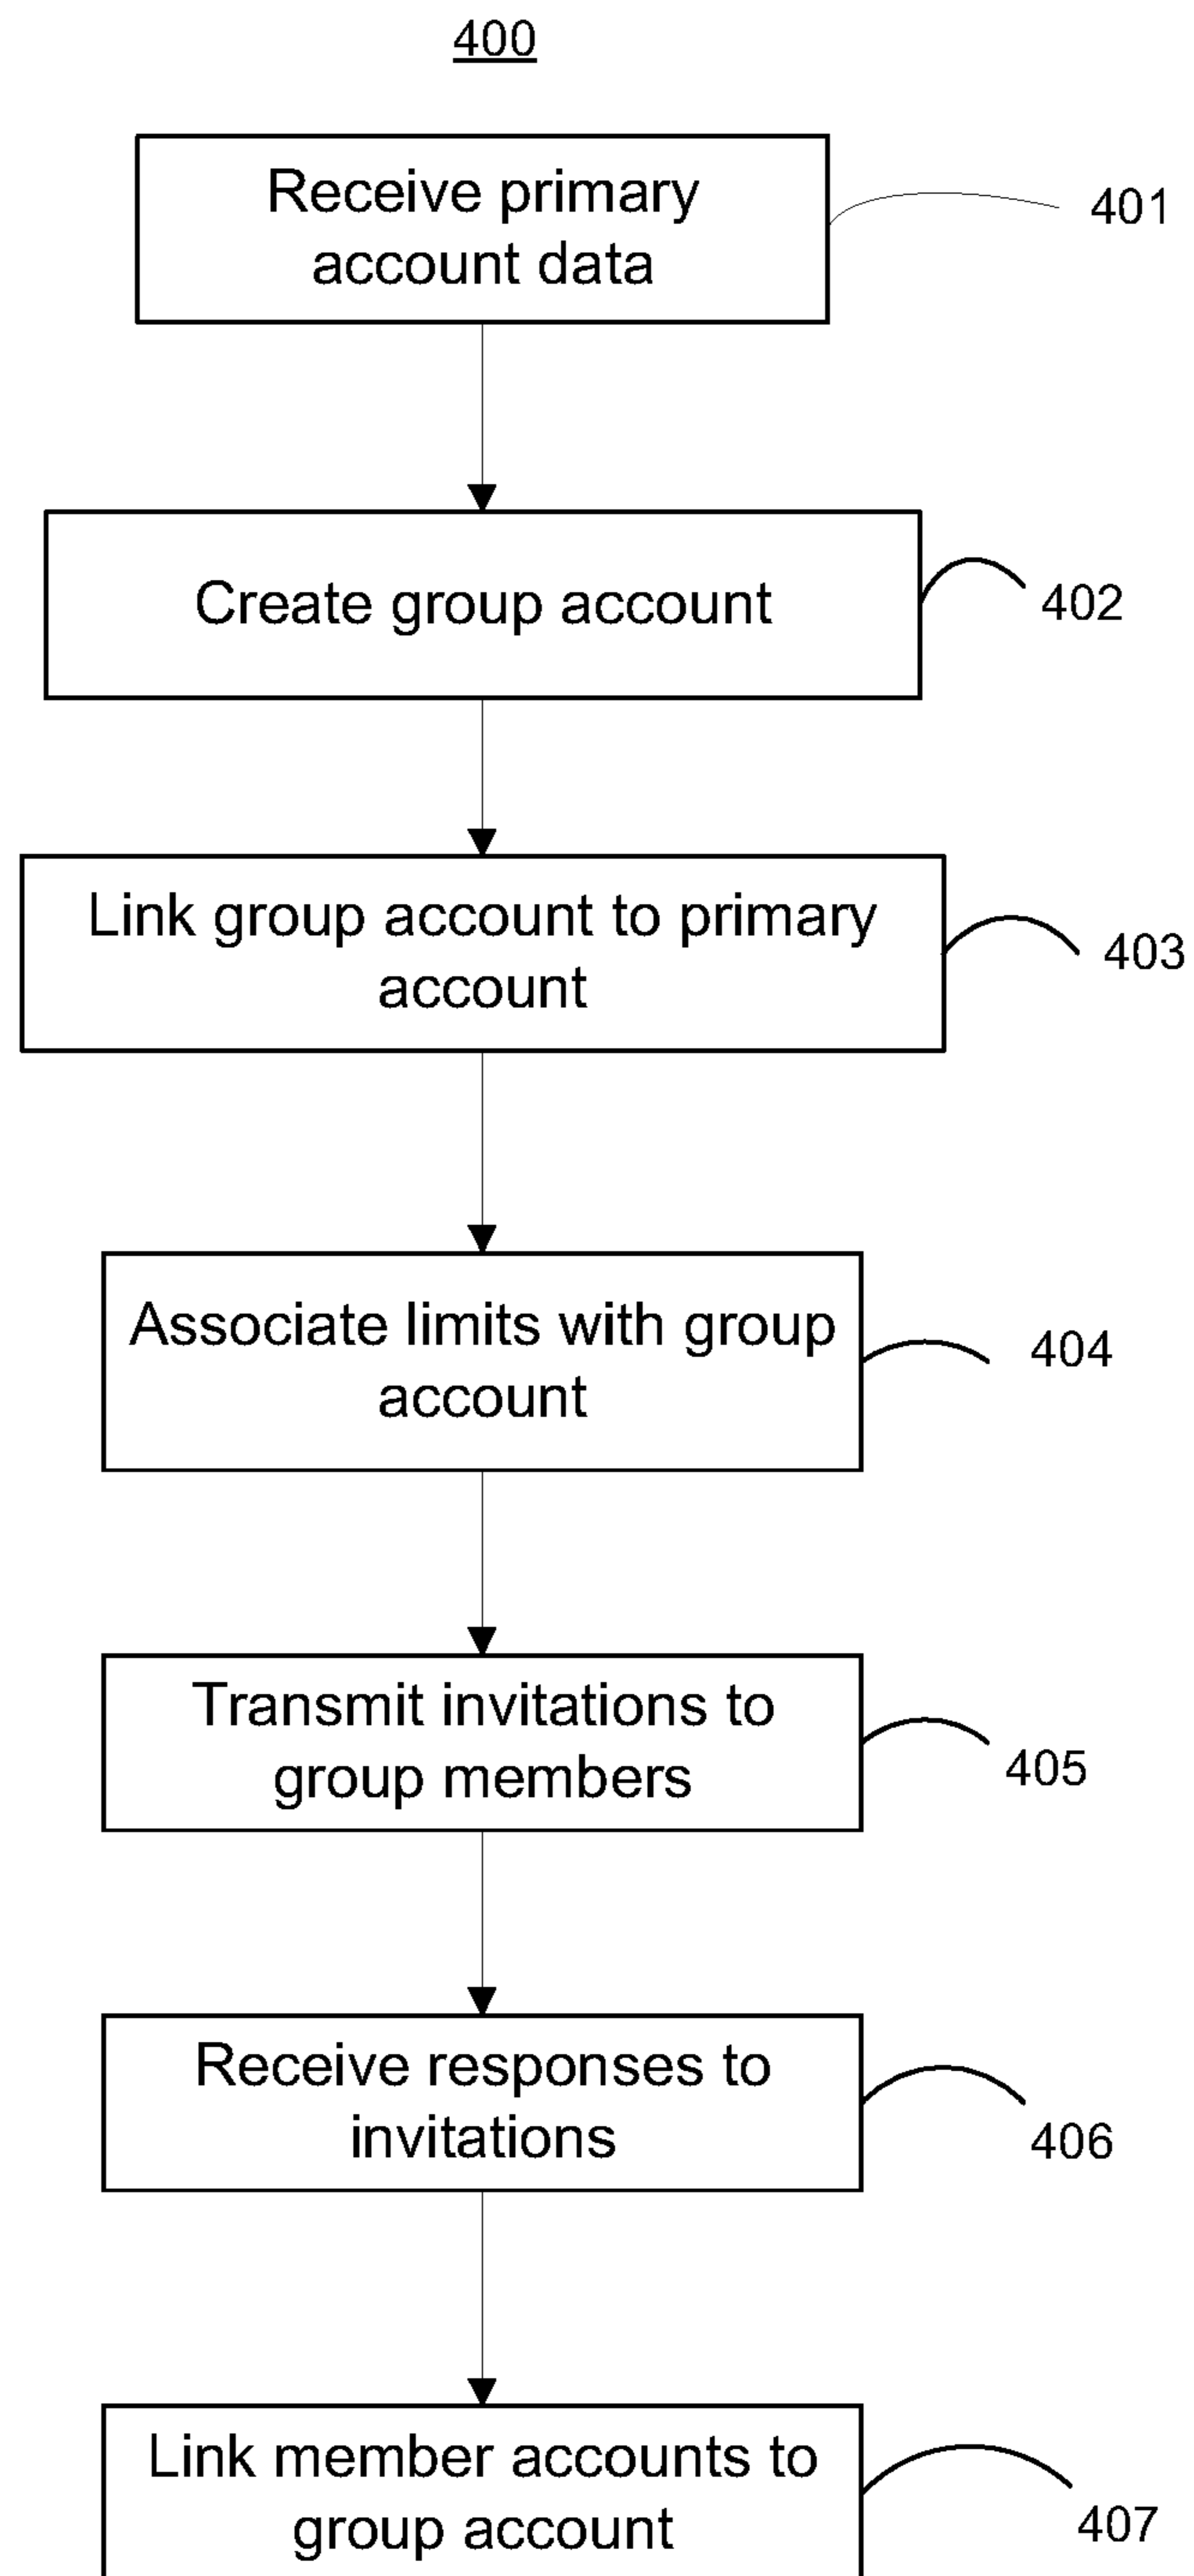 400
Receive primary
account data
401
Create group account
402
Link group account to primary
account
403
Associate limits with group
account
404
Transmit invitations to
group members
405
Receive responses to
invitations
406
Link member accounts to
group account
407